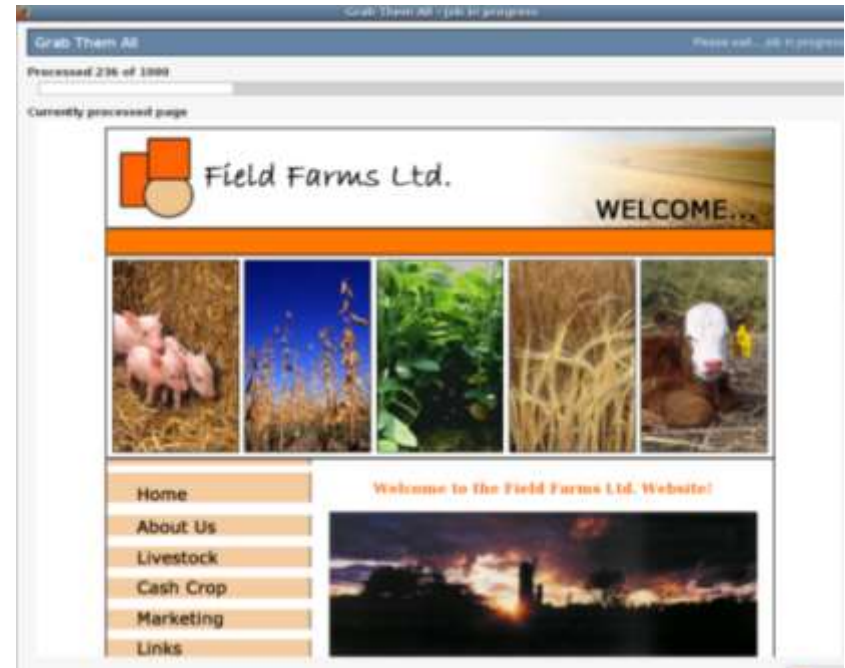 Grab Them All - Job in progress
Grab Them All
Please wait... Job in progress
Processed 236 of 1000
Currently processed page
Field Farms Ltd.
WELCOME...
Home
About Us
Livestock
Cash Crop
Marketing
Links
Welcome to the Field Farms Ltd. Website!